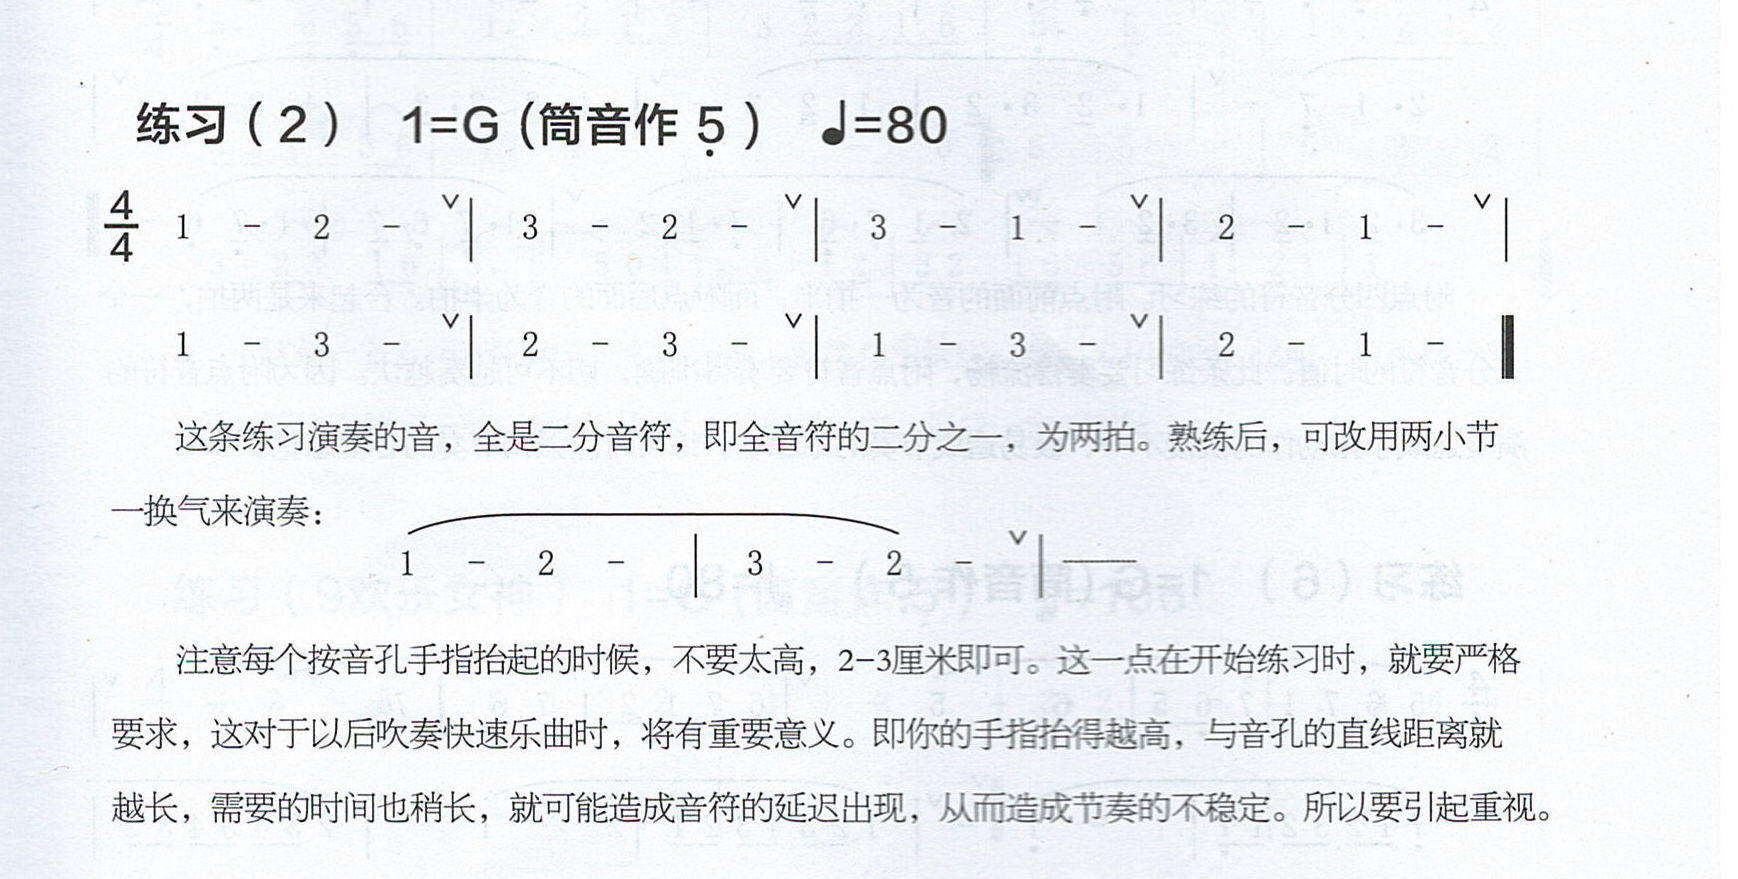 练习（2） 1=G (筒音作 5̣ ) ♩=80
4/4 1 - 2 - ∨| 3 - 2 - ∨| 3 - 1 - ∨| 2 - 1 - ∨|
1 - 3 - ∨| 2 - 3 - ∨| 1 - 3 - ∨| 2 - 1 - ‖
这条练习演奏的音，全是二分音符，即全音符的二分之一，为两拍。熟练后，可改用两小节
一换气来演奏：
1 - 2 - | 3 - 2 - ∨|——
注意每个按音孔手指抬起的时候，不要太高，2-3厘米即可。这一点在开始练习时，就要严格
要求，这对于以后吹奏快速乐曲时，将有重要意义。即你的手指抬得越高，与音孔的直线距离就
越长，需要的时间也稍长，就可能造成音符的延迟出现，从而造成节奏的不稳定。所以要引起重视。